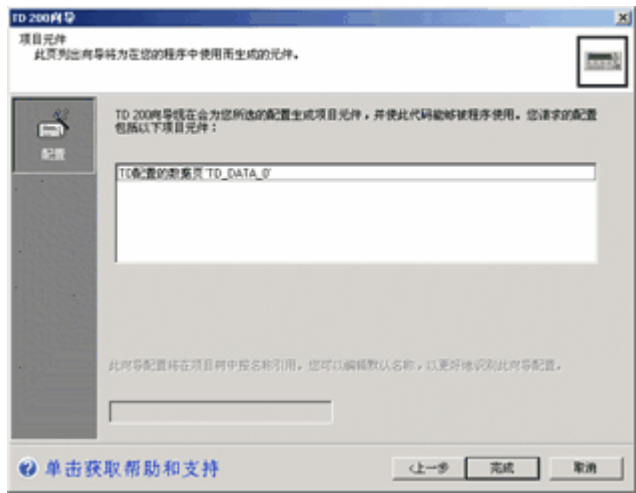 TD 200向导
项目元件
此页列出向导将为在您的程序中使用而生成的元件。
配置
TD 200向导现在会为您所选的配置生成项目元件，并使此代码能够被程序使用。您请求的配置
包括以下项目元件：
TD配置的数据页'TD_DATA_0'
此向导配置将在项目树中按名称引用。您可以编辑默认名称，以更好地识别此向导配置。
单击获取帮助和支持
<上一步
完成
取消